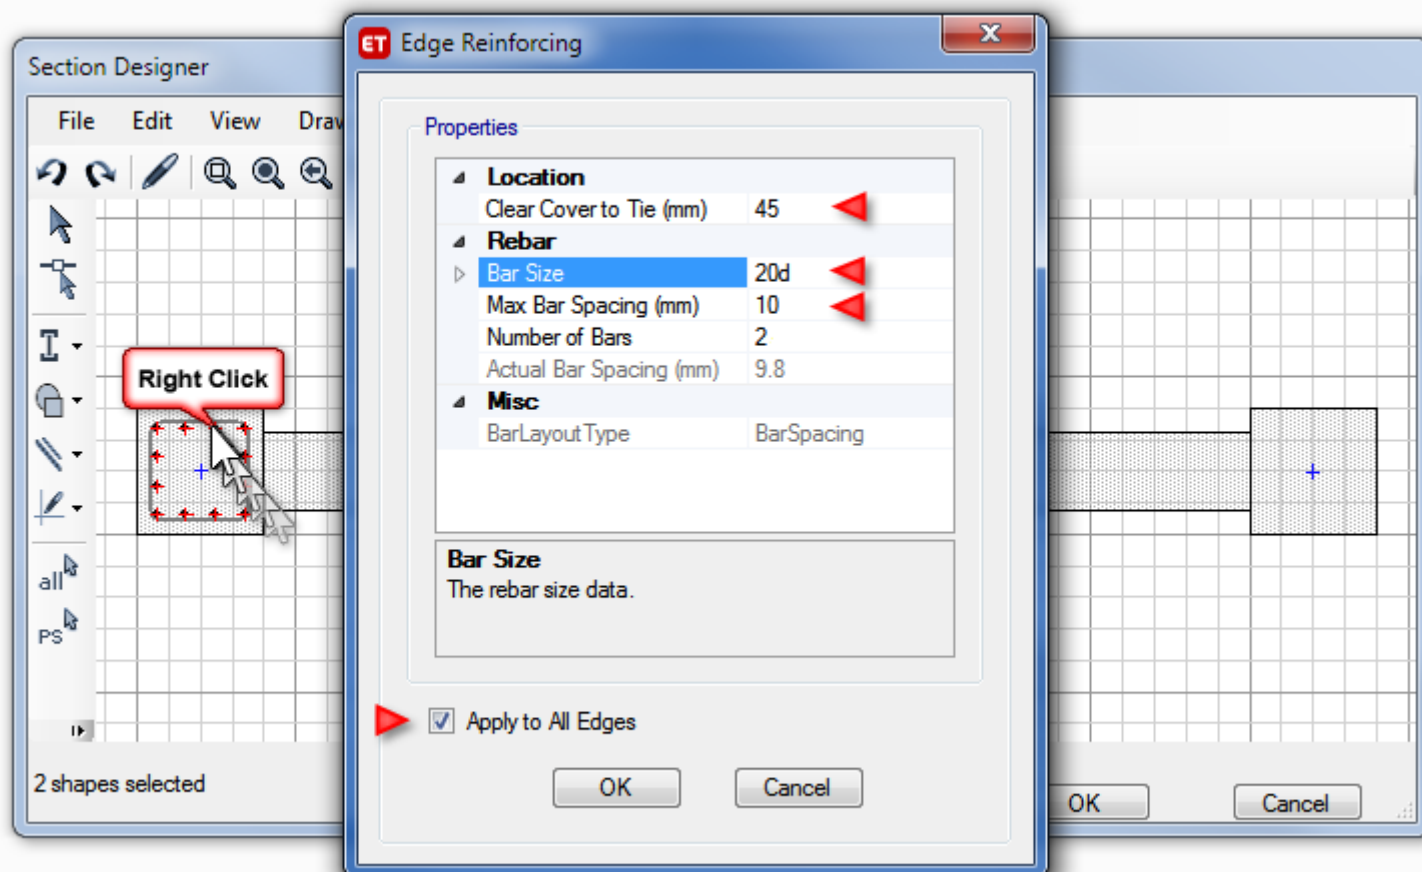 ET Edge Reinforcing X
Section Designer
File Edit View Draw
Properties
Location
Clear Cover to Tie (mm) 45
Rebar
Bar Size 20d
Max Bar Spacing (mm) 10
Number of Bars 2
Actual Bar Spacing (mm) 9.8
Misc
BarLayoutType BarSpacing
Right Click
all
PS
Bar Size
The rebar size data.
Apply to All Edges
OK Cancel
2 shapes selected
OK Cancel